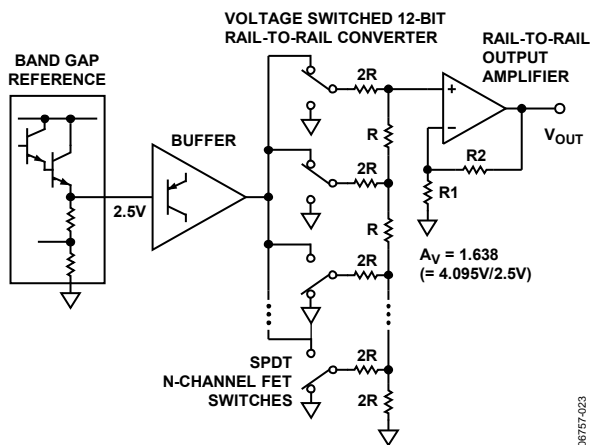 VOLTAGE SWITCHED 12-BIT
RAIL-TO-RAIL CONVERTER
RAIL-TO-RAIL
OUTPUT
AMPLIFIER
BAND GAP
REFERENCE
BUFFER
2.5V
2R
R
2R
R
2R
2R
2R
+
–
V OUT
R2
R1
A V = 1.638
(= 4.095V/2.5V)
SPDT
N-CHANNEL FET
SWITCHES
06757-023